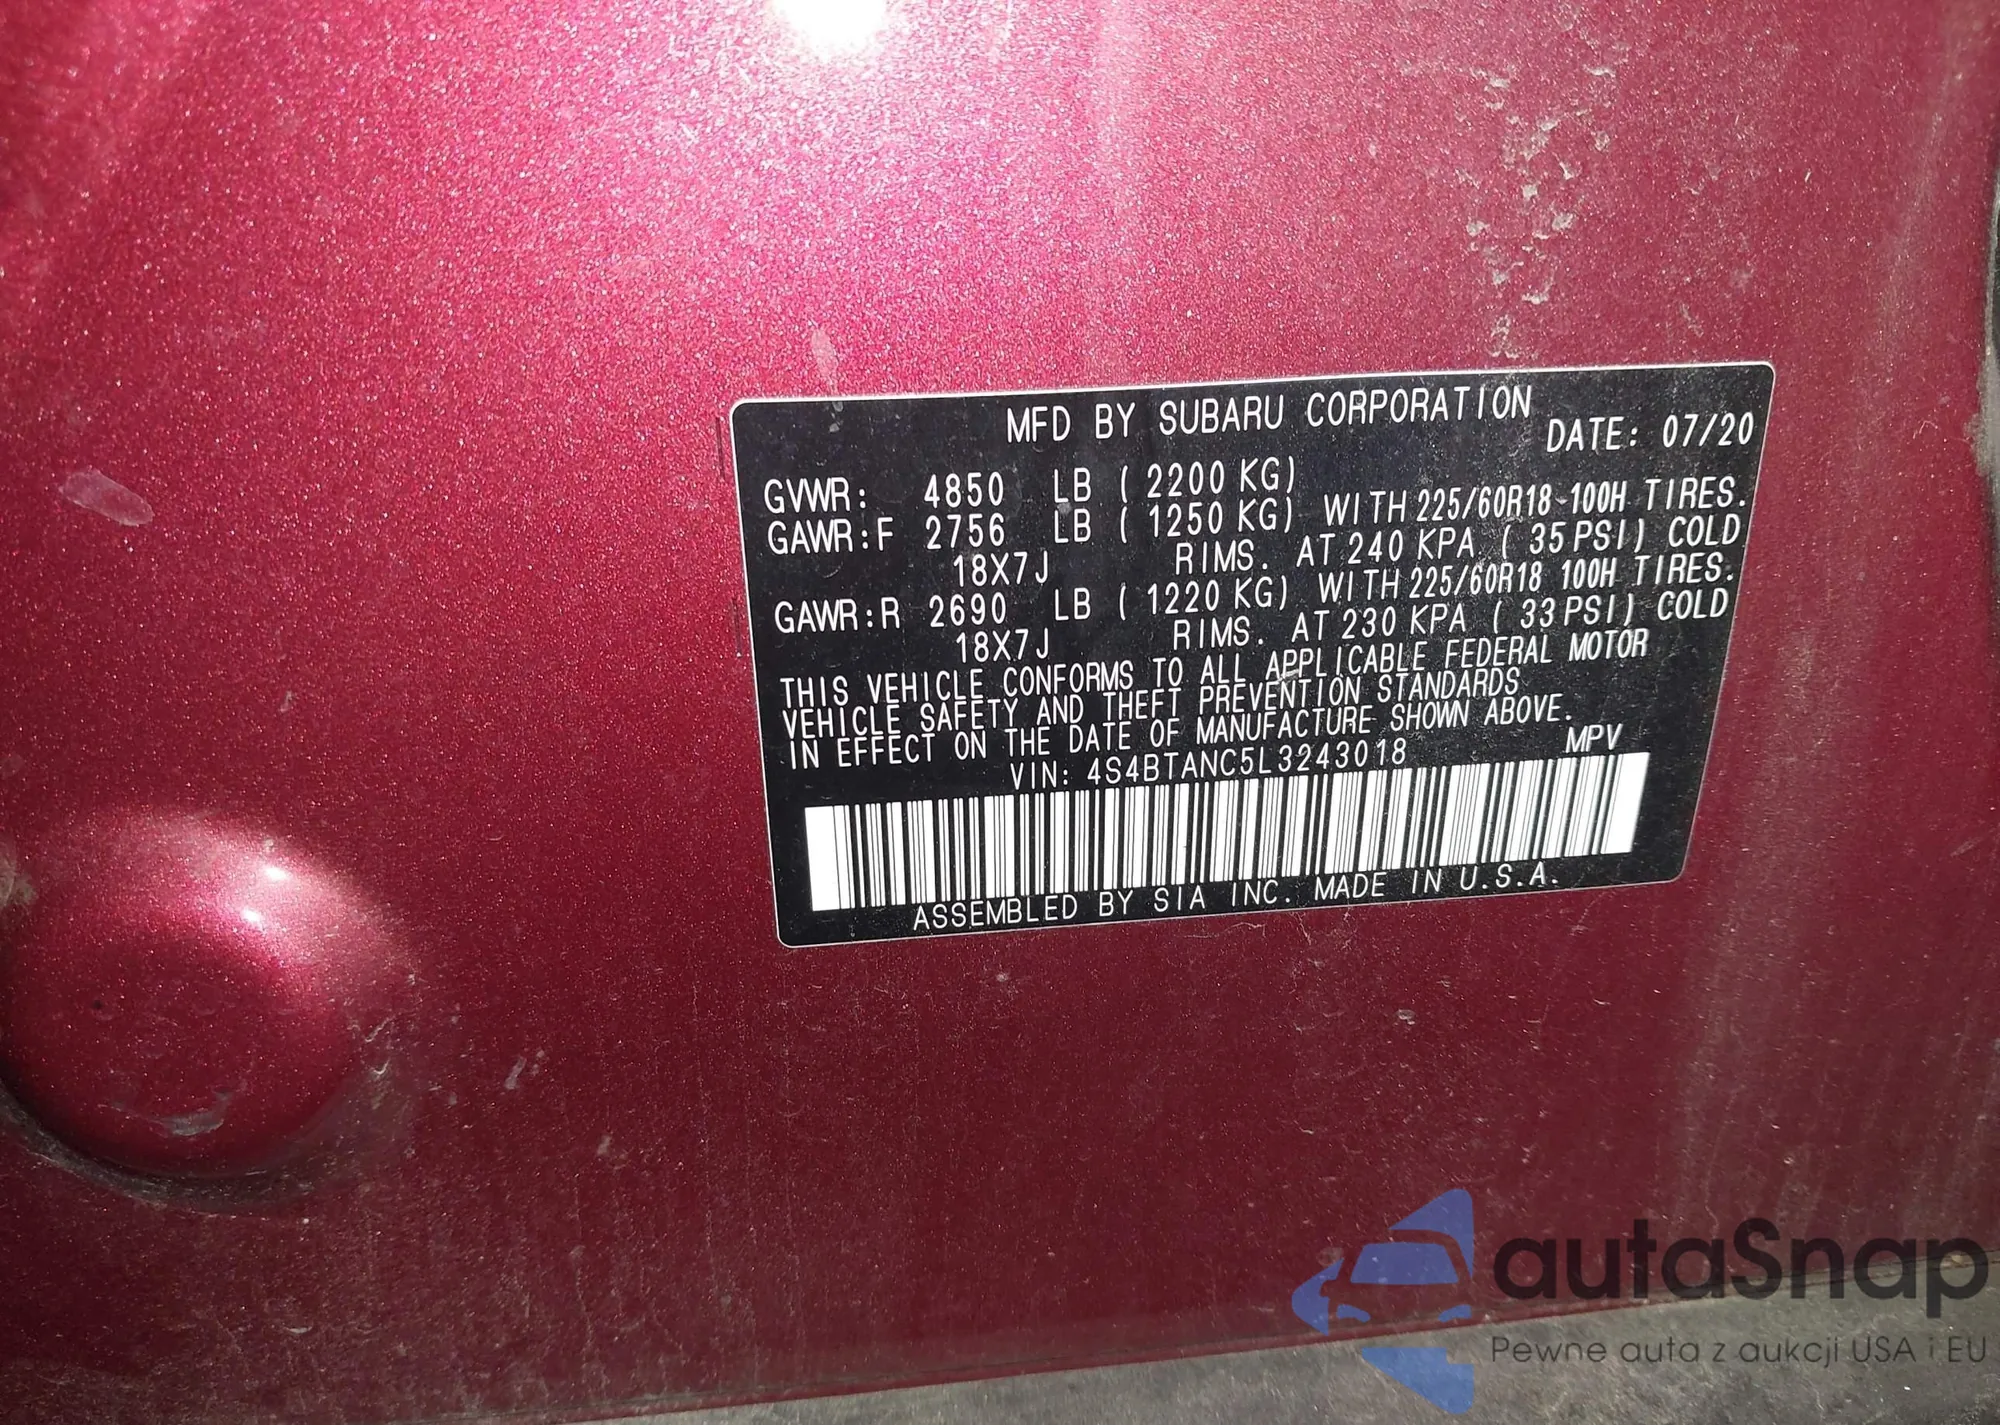 MFD BY SUBARU CORPORATION
DATE: 07/20
GVWR: 4850 LB ( 2200 KG)
GAWR:F 2756 LB ( 1250 KG) WITH 225/60R18 100H TIRES.
18X7J RIMS. AT 240 KPA ( 35 PSI) COLD
GAWR:R 2690 LB ( 1220 KG) WITH 225/60R18 100H TIRES.
18X7J RIMS. AT 230 KPA ( 33 PSI) COLD
THIS VEHICLE CONFORMS TO ALL APPLICABLE FEDERAL MOTOR
VEHICLE SAFETY AND THEFT PREVENTION STANDARDS
IN EFFECT ON THE DATE OF MANUFACTURE SHOWN ABOVE.
VIN: 4S4BTANC5L3243018 MPV
ASSEMBLED BY SIA INC. MADE IN U.S.A.
autaSnap
Pewne auta z aukcji USA i EU